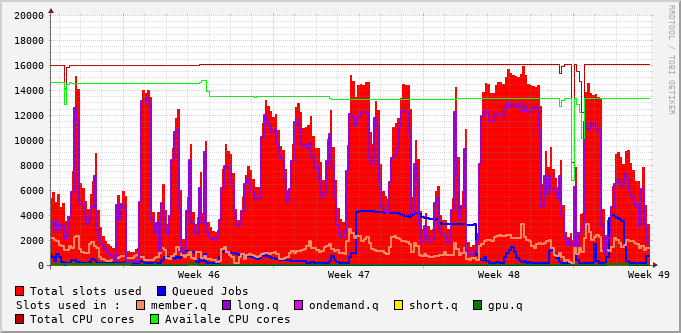 20000
18000
16000
14000
12000
10000
8000
6000
4000
2000
0
Week 46 Week 47 Week 48 Week 49
RRDTOOL / TOBI OETIKER
Total slots used Queued Jobs
Slots used in : member.q long.q ondemand.q short.q gpu.q
Total CPU cores Availale CPU cores